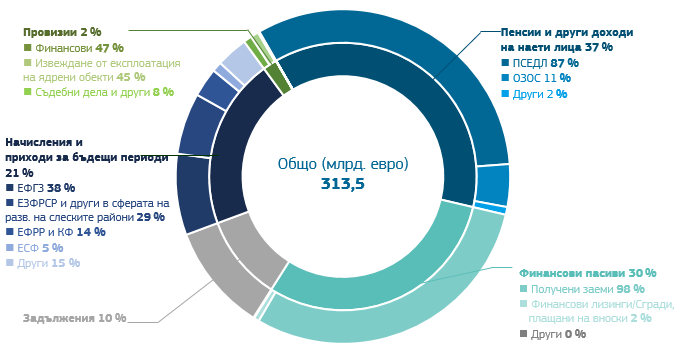 Провизии 2 %
Финансови 47 %
Извеждане от експлоатация
на ядрени обекти 45 %
Съдебни дела и други 8 %
Пенсии и други доходи
на наети лица 37 %
ПСЕДЛ 87 %
ОЗОС 11 %
Други 2 %
Начисления и
приходи за бъдещи периоди
21 %
ЕФГЗ 38 %
ЕЗФРСР и други в сферата на
разв. на слеските райони 29 %
ЕФРР и КФ 14 %
ЕСФ 5 %
Други 15 %
Общо (млрд. евро)
313,5
Финансови пасиви 30 %
Получени заеми 98 %
Финансови лизинги/Сгради,
плащани на вноски 2 %
Други 0 %
Задължения 10 %